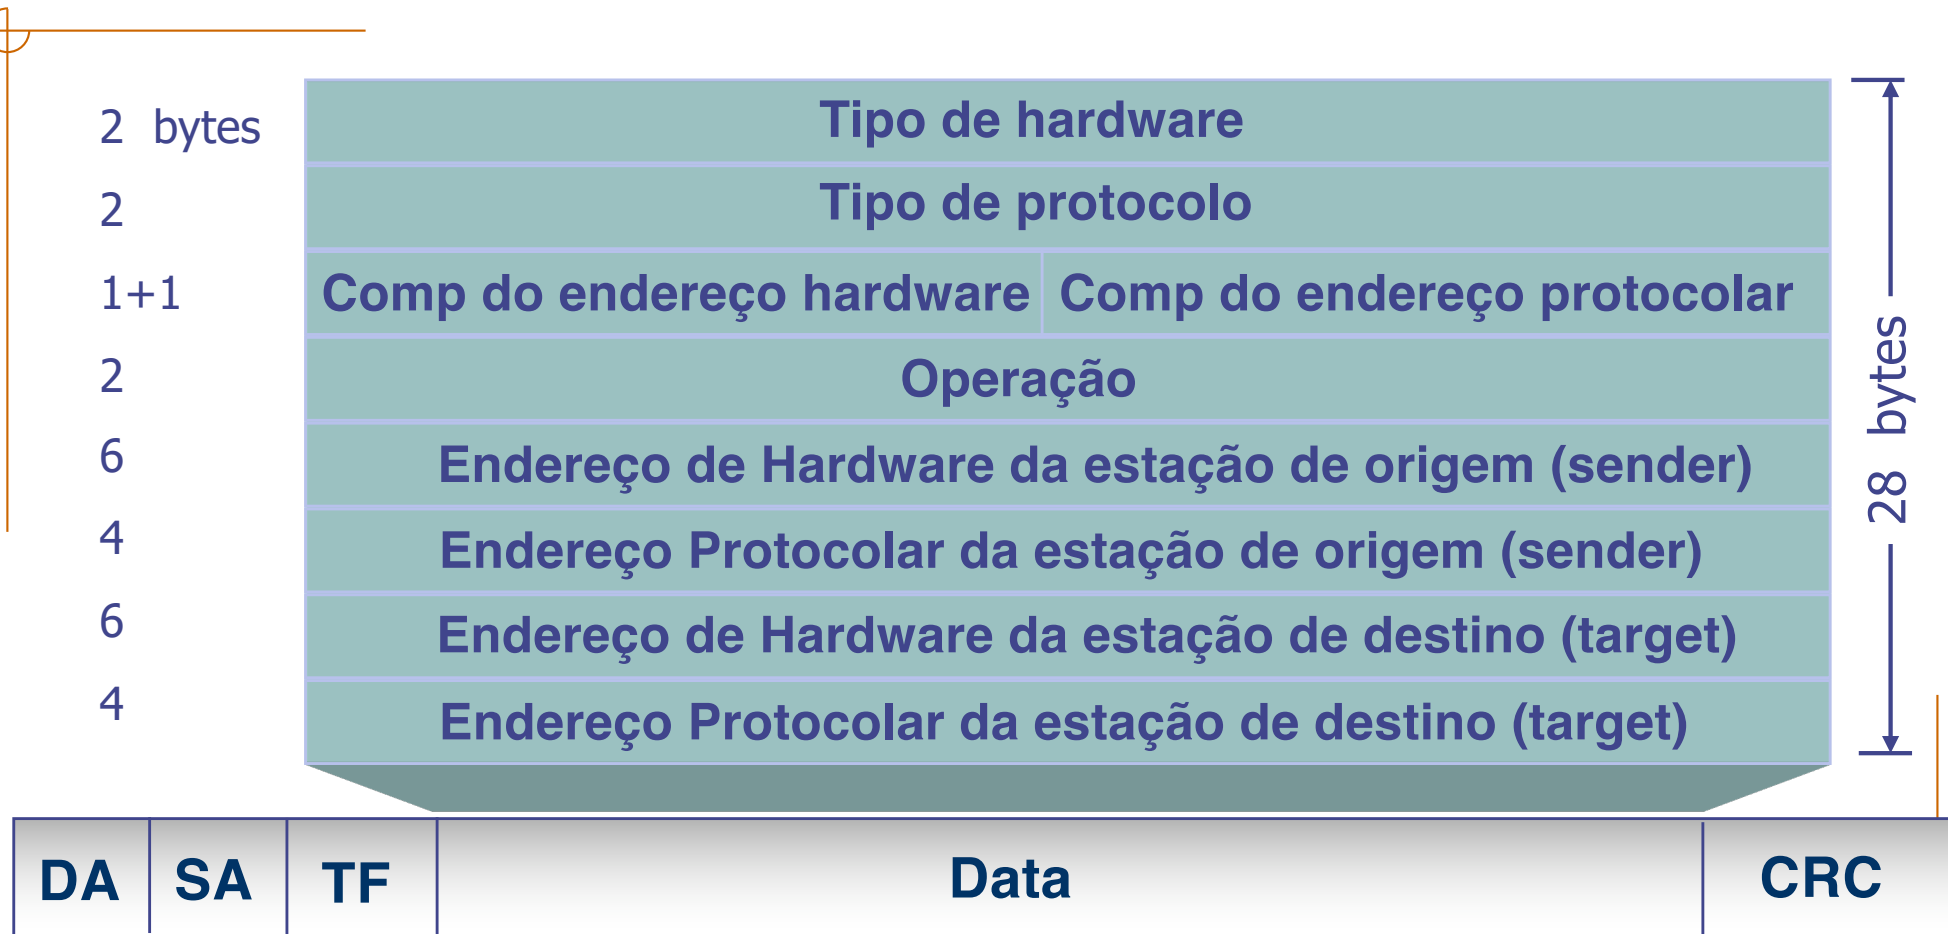 2 bytes Tipo de hardware
2 Tipo de protocolo
1+1 Comp do endereço hardware Comp do endereço protocolar
2 Operação
6 Endereço de Hardware da estação de origem (sender)
4 Endereço Protocolar da estação de origem (sender)
6 Endereço de Hardware da estação de destino (target)
4 Endereço Protocolar da estação de destino (target)
28 bytes
DA SA TF Data CRC